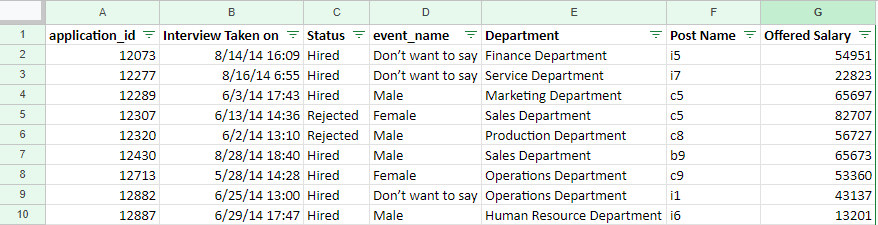 A B C D E F G
1 application_id Interview Taken on Status event_name Department Post Name Offered Salary
2 12073 8/14/14 16:09 Hired Don’t want to say Finance Department i5 54951
3 12277 8/16/14 6:55 Hired Don’t want to say Service Department i7 22823
4 12289 6/3/14 17:43 Hired Male Marketing Department c5 65697
5 12307 6/13/14 14:36 Rejected Female Sales Department c5 82707
6 12320 6/2/14 13:10 Rejected Male Production Department c8 56727
7 12430 8/28/14 18:40 Hired Male Sales Department b9 65673
8 12713 5/28/14 14:28 Hired Female Operations Department c9 53360
9 12882 6/25/14 13:00 Hired Don’t want to say Operations Department i1 43137
10 12887 6/29/14 17:47 Hired Male Human Resource Department i6 13201